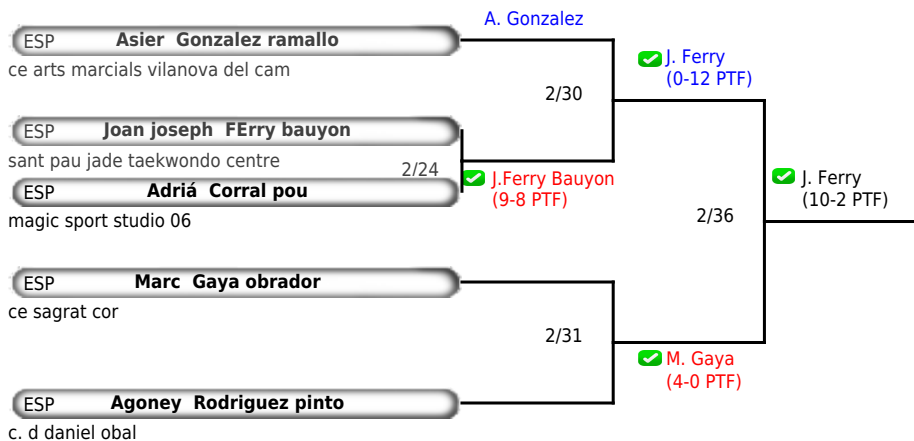 A. Gonzalez
ESP Asier Gonzalez ramallo
ce arts marcials vilanova del cam
J. Ferry
(0-12 PTF)
2/30
ESP Joan joseph FErry bauyon
sant pau jade taekwondo centre
2/24
J.Ferry Bauyon
(9-8 PTF)
ESP Adriá Corral pou
magic sport studio 06
J. Ferry
(10-2 PTF)
2/36
ESP Marc Gaya obrador
ce sagrat cor
2/31
M. Gaya
(4-0 PTF)
ESP Agoney Rodriguez pinto
c. d daniel obal